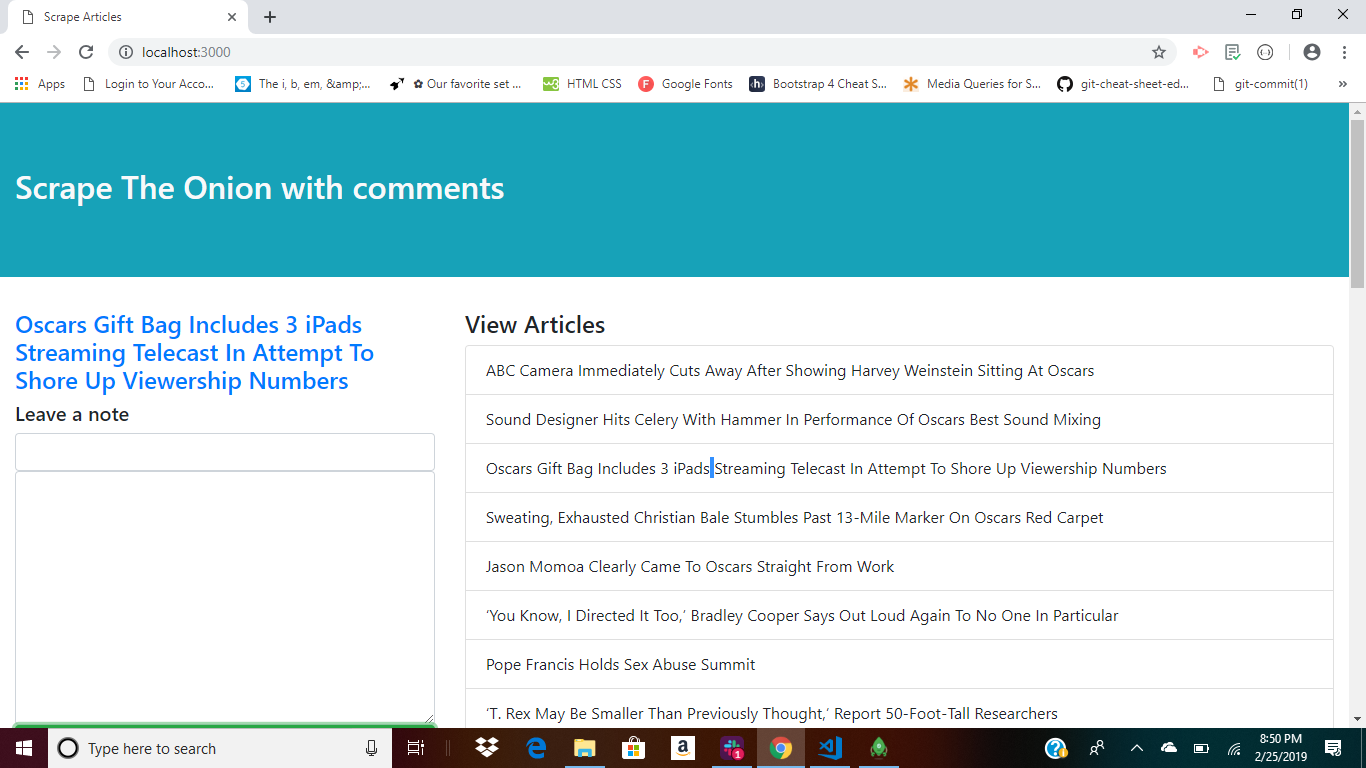 Scrape Articles
localhost:3000
Apps
Login to Your Acco...
The i, b, em, &amp;...
✿ Our favorite set ...
HTML CSS
Google Fonts
Bootstrap 4 Cheat S...
Media Queries for S...
git-cheat-sheet-ed...
git-commit(1)
»
Scrape The Onion with comments
Oscars Gift Bag Includes 3 iPads
Streaming Telecast In Attempt To
Shore Up Viewership Numbers
Leave a note
View Articles
ABC Camera Immediately Cuts Away After Showing Harvey Weinstein Sitting At Oscars
Sound Designer Hits Celery With Hammer In Performance Of Oscars Best Sound Mixing
Oscars Gift Bag Includes 3 iPads Streaming Telecast In Attempt To Shore Up Viewership Numbers
Sweating, Exhausted Christian Bale Stumbles Past 13-Mile Marker On Oscars Red Carpet
Jason Momoa Clearly Came To Oscars Straight From Work
‘You Know, I Directed It Too,’ Bradley Cooper Says Out Loud Again To No One In Particular
Pope Francis Holds Sex Abuse Summit
‘T. Rex May Be Smaller Than Previously Thought,’ Report 50-Foot-Tall Researchers
Type here to search
1
8:50 PM
2/25/2019